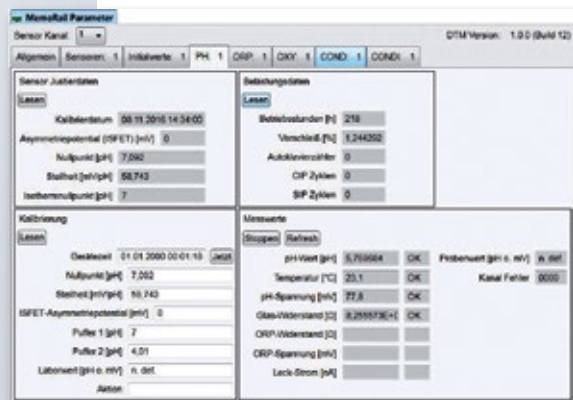 MemoRail Parameter
Sensor Kanal: 1
DTM Version: 1.9.0 (Build 12)
Allgemein Sensoren: 1 Initialwerte: 1 PH: 1 ORP: 1 OXY: 1 COND: 1 CONDI: 1
Sensor Justierdaten
Lesen
Kalibrierdatum 08.11.2016 14:34:00
Asymmetriepotential (ISFET) [mV] 0
Nullpunkt [pH] 7,092
Steilheit [mV/pH] 58,743
Isothermnullpunkt [pH] 7
Belastungsdaten
Lesen
Betriebsstunden [h] 218
Verschleiß [%] 1,244202
Autoklavierzähler 0
CIP Zyklen 0
SIP Zyklen 0
Kalibrierung
Lesen
Gerätezeit 01.01.2000 00:01:18 Jetzt
Nullpunkt [pH] 7,092
Steilheit [mV/pH] 58,743
ISFET-Asymmetriepotential [mV] 0
Puffer 1 [pH] 7
Puffer 2 [pH] 4,01
Laborwert [pH o. mV] n. def.
Aktion
Messwerte
Stoppen Refresh
pH-Wert [pH] OK Probenwert [pH o. mV] n. def.
Temperatur [°C] 23,1 OK Kanal Fehler 0000
pH-Spannung [mV] 77,8 OK
Glas-Widerstand [Ω] OK
ORP-Widerstand [Ω]
ORP-Spannung [mV]
Leck-Strom [nA]